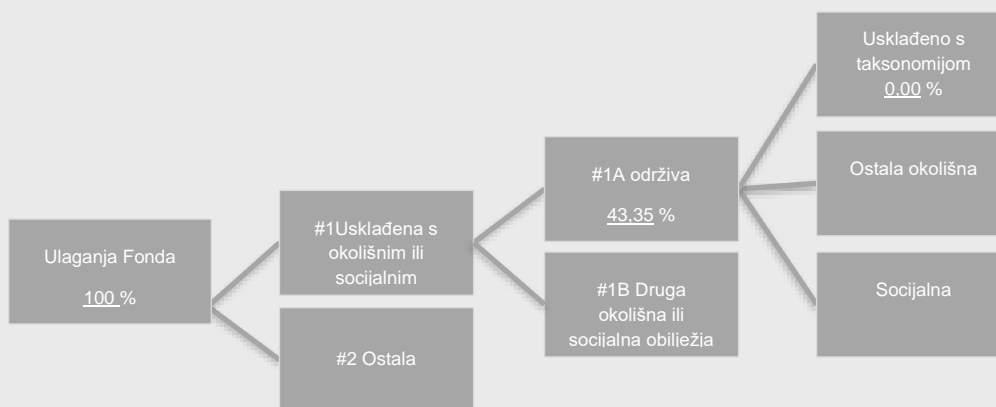 Ulaganja Fonda
100 %
#1Usklađena s
okolišnim ili
socijalnim
#2 Ostala
#1A održiva
43,35 %
#1B Druga
okolišna ili
socijalna obilježja
Usklađeno s
taksonomijom
0,00 %
Ostala okolišna
Socijalna